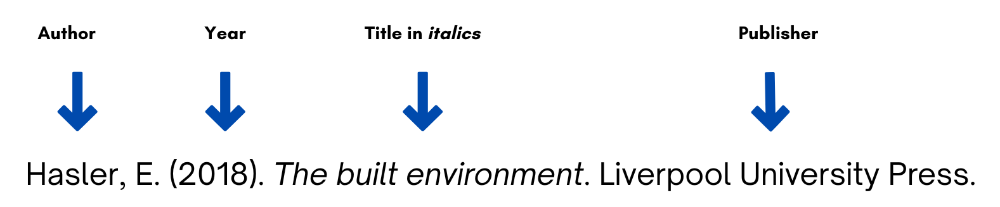 Author Year Title in italics Publisher
Hasler, E. (2018). The built environment. Liverpool University Press.